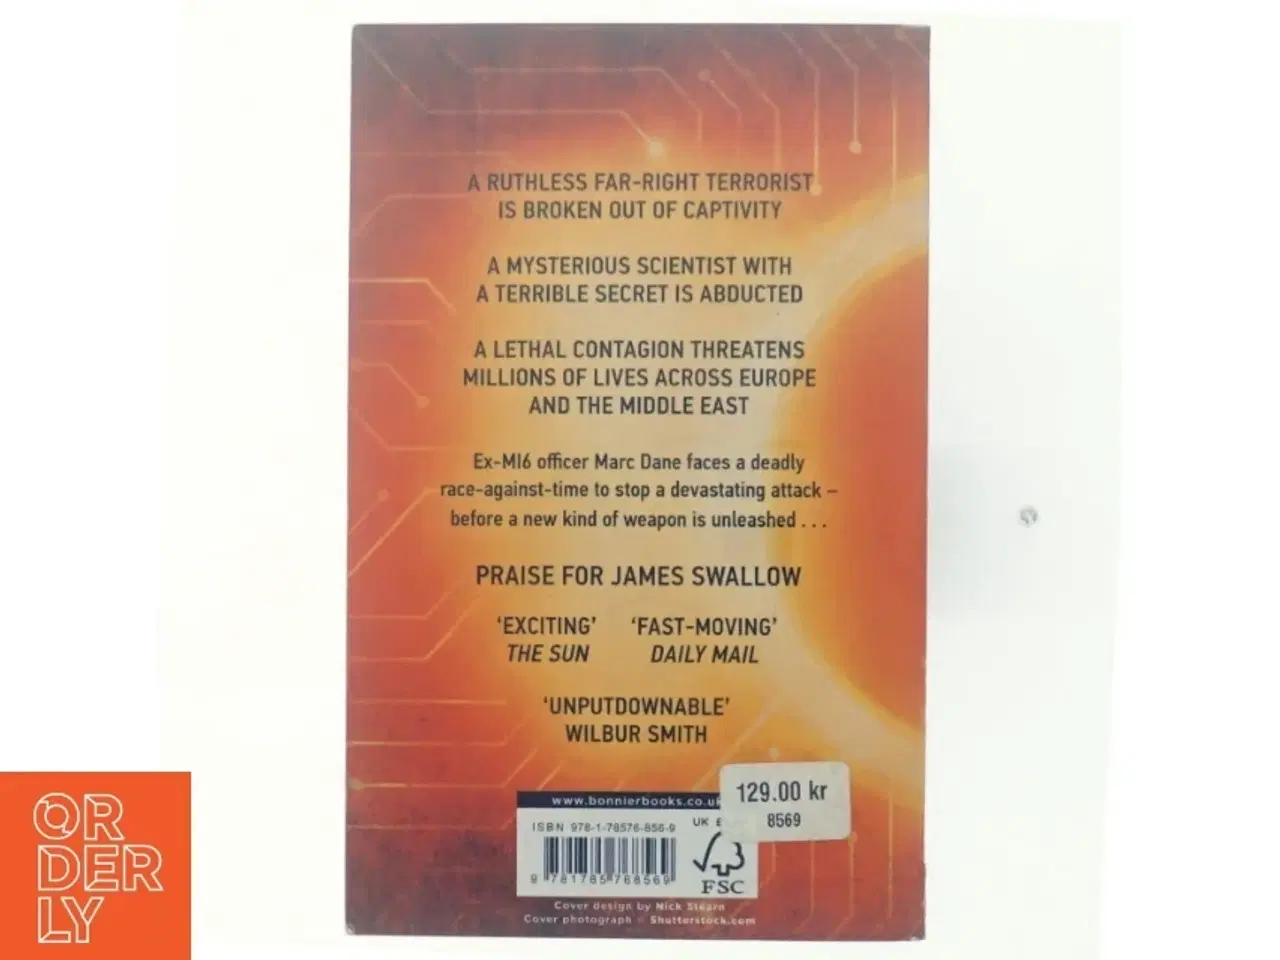 A RUTHLESS FAR-RIGHT TERRORIST
IS BROKEN OUT OF CAPTIVITY
A MYSTERIOUS SCIENTIST WITH
A TERRIBLE SECRET IS ABDUCTED
A LETHAL CONTAGION THREATENS
MILLIONS OF LIVES ACROSS EUROPE
AND THE MIDDLE EAST
Ex-MI6 officer Marc Dane faces a deadly
race-against-time to stop a devastating attack –
before a new kind of weapon is unleashed . . .
PRAISE FOR JAMES SWALLOW
‘EXCITING’ ‘FAST-MOVING’
THE SUN DAILY MAIL
‘UNPUTDOWNABLE’
WILBUR SMITH
www.bonnierbooks.co.uk
129.00 kr
8569
ISBN 978-1-78576-856-9
UK
9 781785 768569
FSC
Cover design by Nick Stearn
Cover photograph © Shutterstock.com
OR
DER
LY